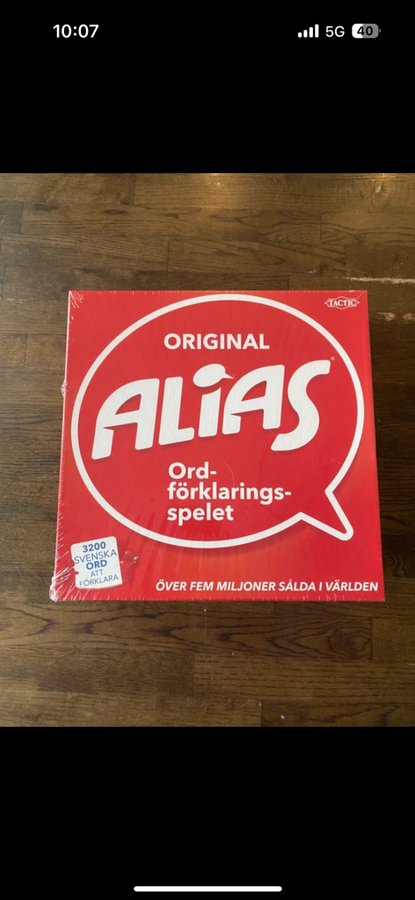 10:07
5G
40
TACTIC
ORIGINAL
ALiAS
Ord-
förklarings-
spelet
3200
SVENSKA
ORD
ATT
FÖRKLARA
ÖVER FEM MILJONER SÅLDA I VÄRLDEN